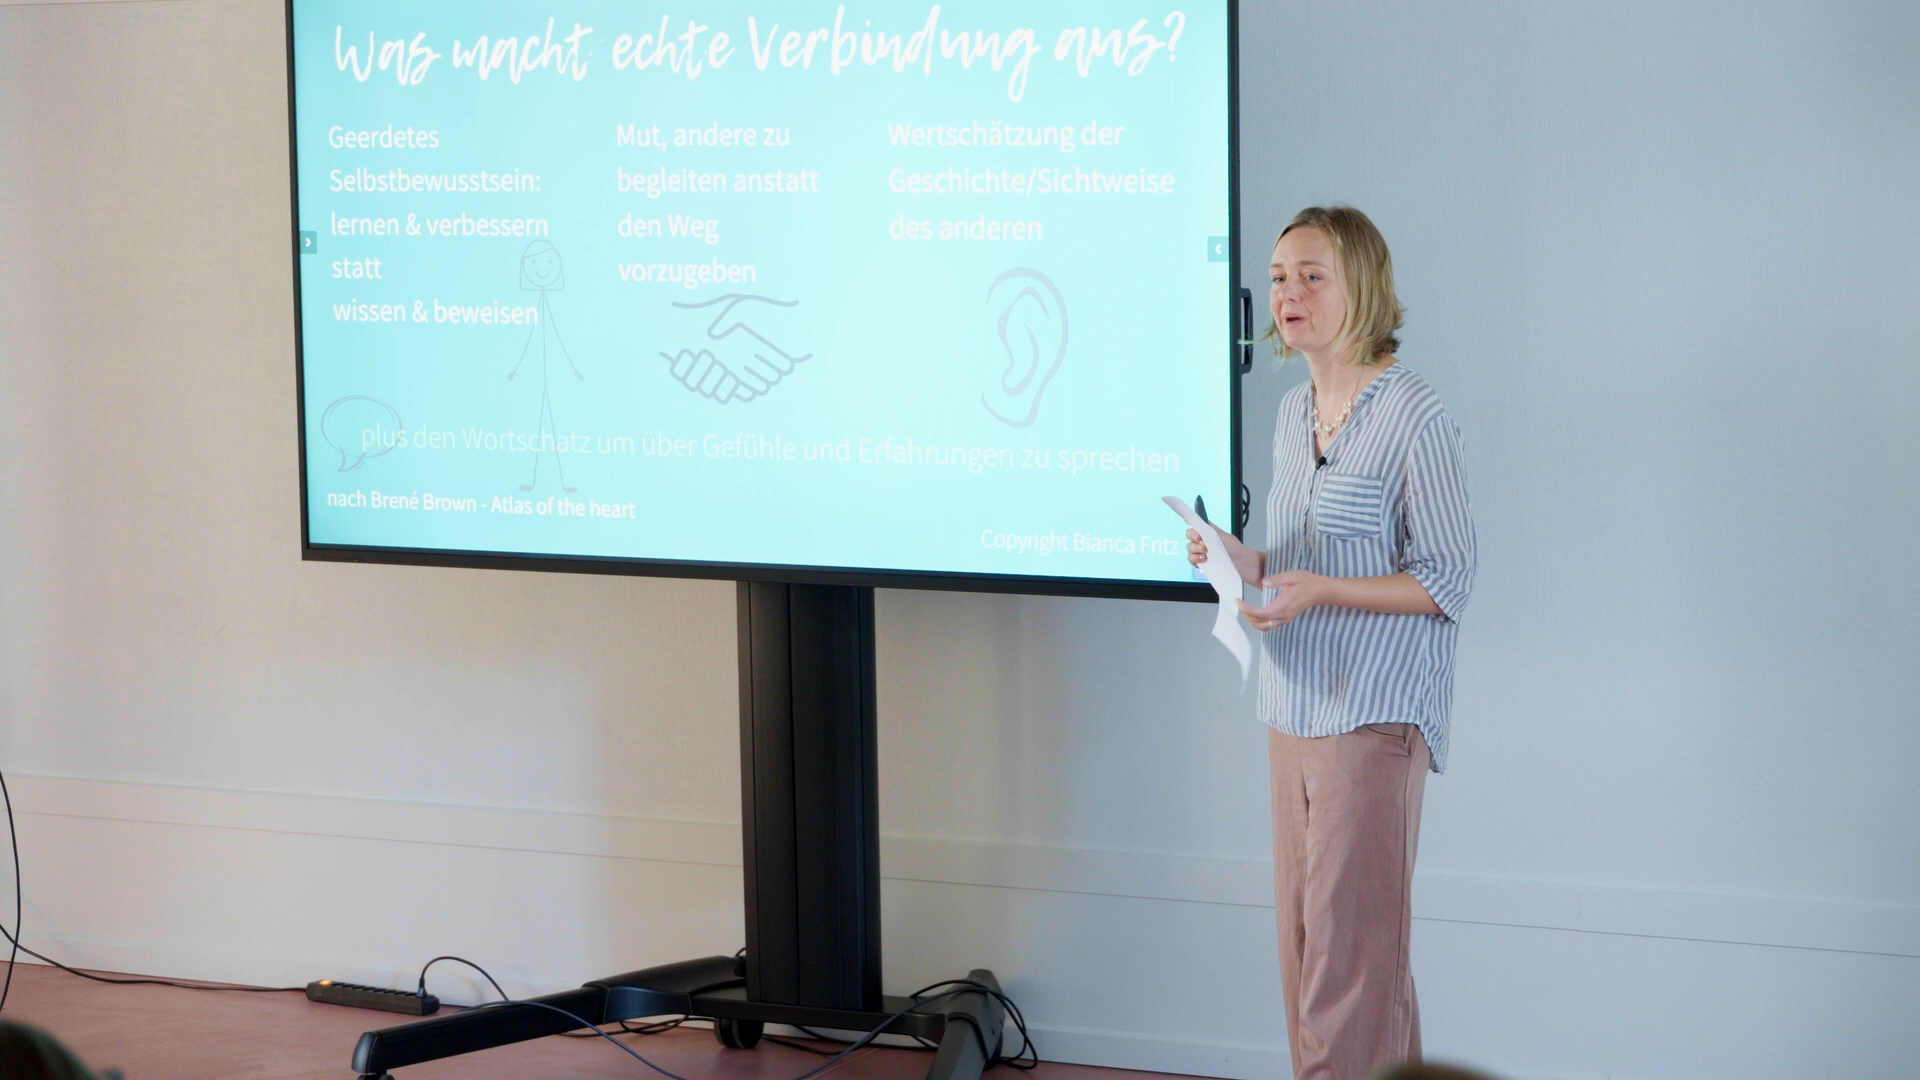 Was macht echte Verbindung aus?
Geerdetes
Selbstbewusstsein:
lernen & verbessern
statt
wissen & beweisen
Mut, andere zu
begleiten anstatt
den Weg
vorzugeben
Wertschätzung der
Geschichte/Sichtweise
des anderen
plus den Wortschatz um über Gefühle und Erfahrungen zu sprechen
nach Brené Brown - Atlas of the heart
Copyright Bianca Fritz